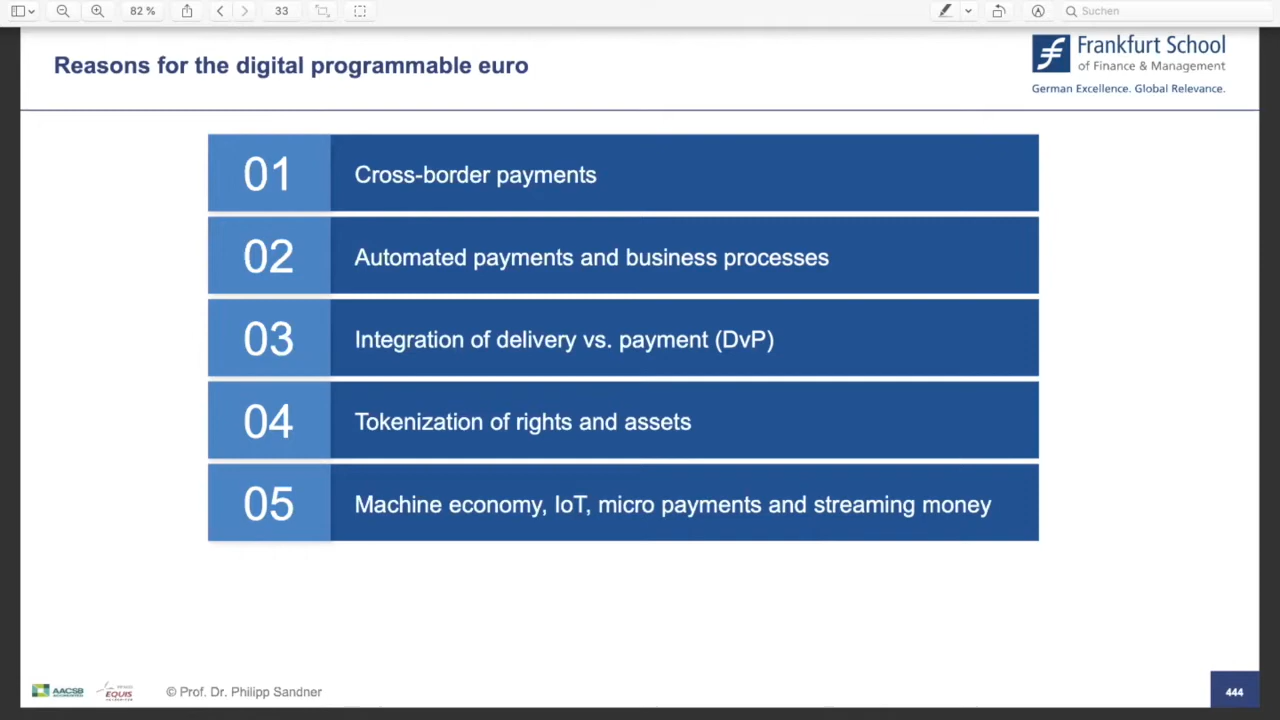 82 %
33
Suchen
Reasons for the digital programmable euro
Frankfurt School
of Finance & Management
German Excellence. Global Relevance.
01
Cross-border payments
02
Automated payments and business processes
03
Integration of delivery vs. payment (DvP)
04
Tokenization of rights and assets
05
Machine economy, IoT, micro payments and streaming money
AACSB
EQUIS
© Prof. Dr. Philipp Sandner
444